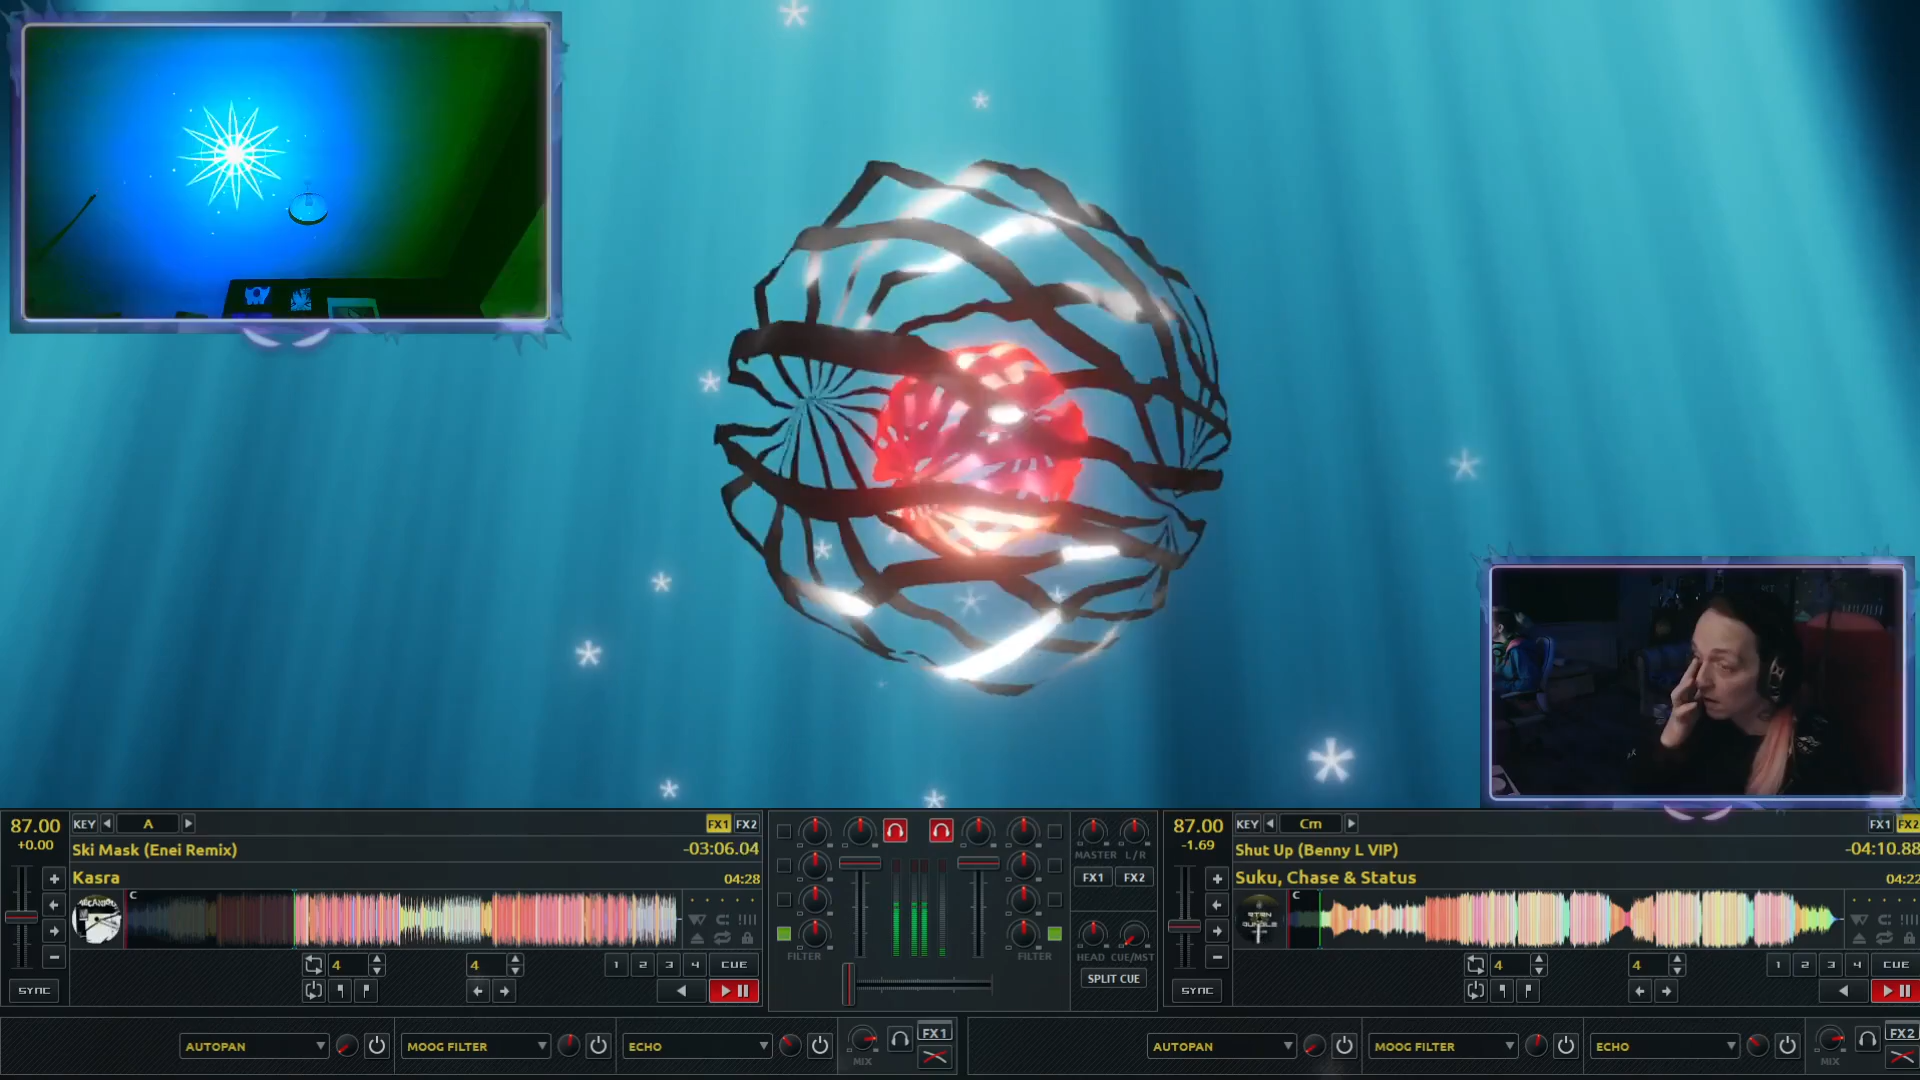 87.00
+0.00
KEY A FX1 FX2
Ski Mask (Enei Remix) -03:06.04
Kasra 04:28
C
4 4 1 2 3 4 CUE
SYNC
FILTER FILTER
MASTER L/R
FX1 FX2
HEAD CUE/MST
SPLIT CUE
87.00
-1.69
KEY Cm FX1 FX2
Shut Up (Benny L VIP) -04:10.88
Suku, Chase & Status 04:22
C
4 4 1 2 3 4 CUE
SYNC
AUTOPAN MOOG FILTER ECHO MIX FX1
AUTOPAN MOOG FILTER ECHO MIX FX2